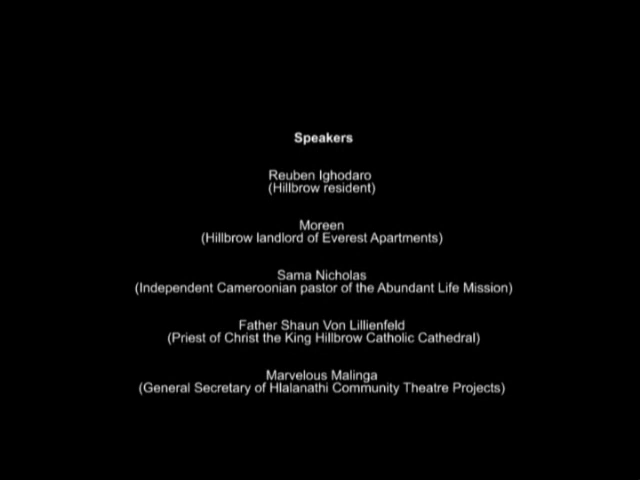 Speakers
Reuben Ighodaro
(Hillbrow resident)
Moreen
(Hillbrow landlord of Everest Apartments)
Sama Nicholas
(Independent Cameroonian pastor of the Abundant Life Mission)
Father Shaun Von Lillienfeld
(Priest of Christ the King Hillbrow Catholic Cathedral)
Marvelous Malinga
(General Secretary of Hlalanathi Community Theatre Projects)